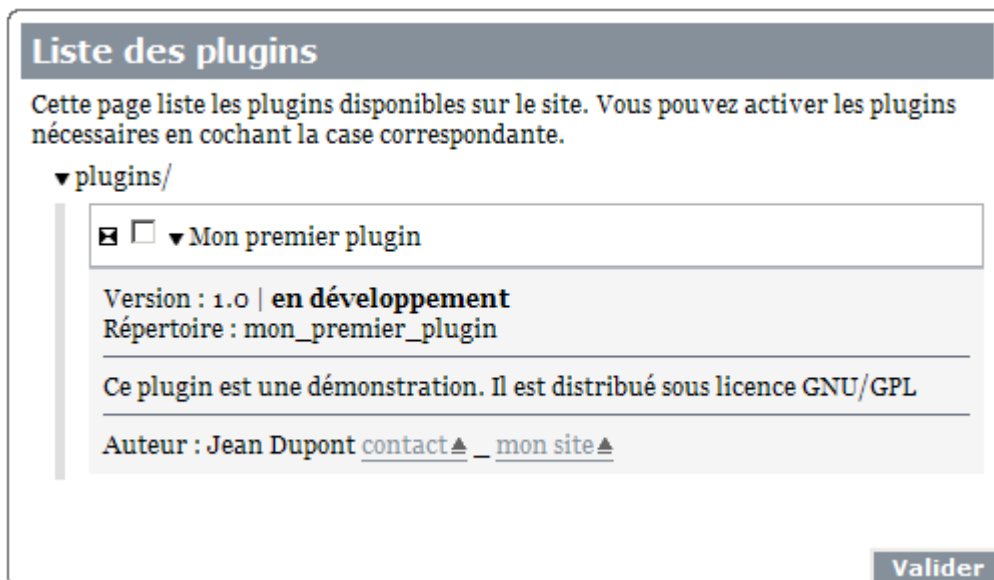 Liste des plugins
Cette page liste les plugins disponibles sur le site. Vous pouvez activer les plugins
nécessaires en cochant la case correspondante.
plugins/
Mon premier plugin
Version : 1.0 | en développement
Répertoire : mon_premier_plugin
Ce plugin est une démonstration. Il est distribué sous licence GNU/GPL
Auteur : Jean Dupont contact _ mon site
Valider